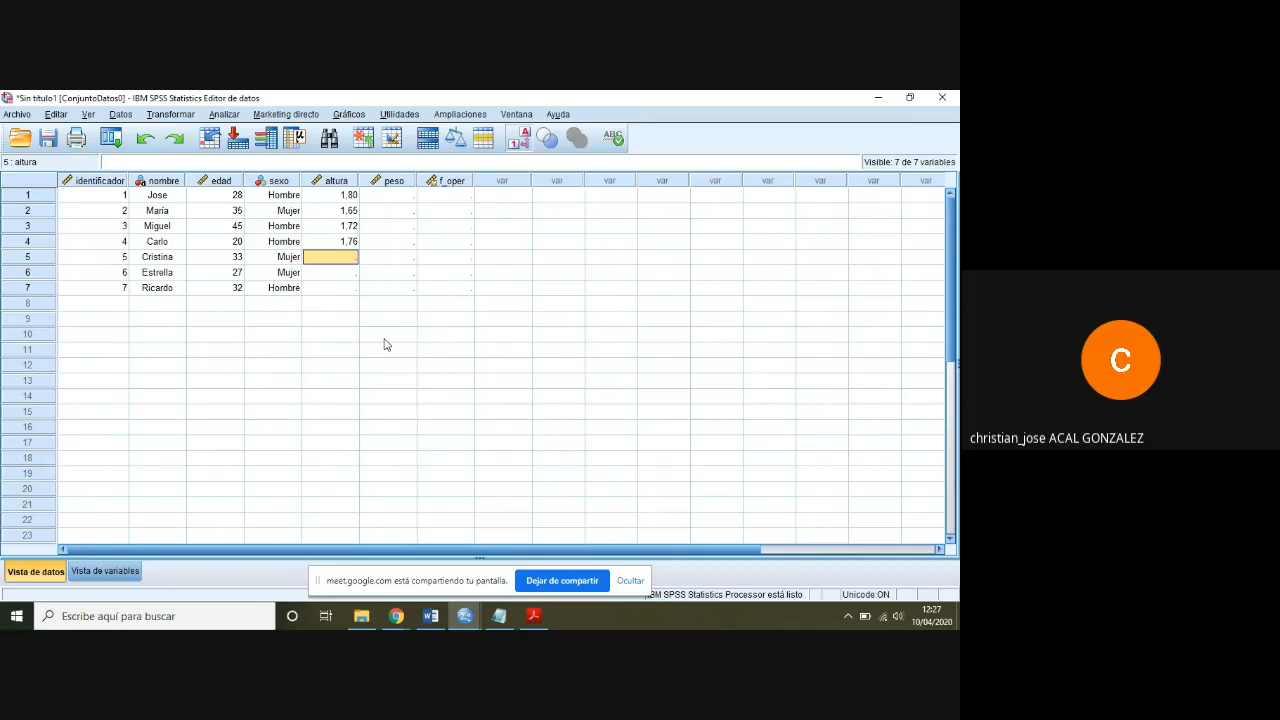 *Sin título1 [ConjuntoDatos0] - IBM SPSS Statistics Editor de datos
Archivo Editar Ver Datos Transformar Analizar Marketing directo Gráficos Utilidades Ampliaciones Ventana Ayuda
5 : altura Visible: 7 de 7 variables
identificador nombre edad sexo altura peso f_oper var var var var var var var var var
1 1 Jose 28 Hombre 1,80 . .
2 2 María 35 Mujer 1,65 . .
3 3 Miguel 45 Hombre 1,72 . .
4 4 Carlo 20 Hombre 1,76 . .
5 5 Cristina 33 Mujer . . .
6 6 Estrella 27 Mujer . . .
7 7 Ricardo 32 Hombre . . .
8
9
10
11
12
13
14
15
16
17
18
19
20
21
22
23
Vista de datos Vista de variables
meet.google.com está compartiendo tu pantalla. Dejar de compartir Ocultar
IBM SPSS Statistics Processor está listo Unicode:ON
Escribe aquí para buscar
12:27
10/04/2020
C
christian_jose ACAL GONZALEZ